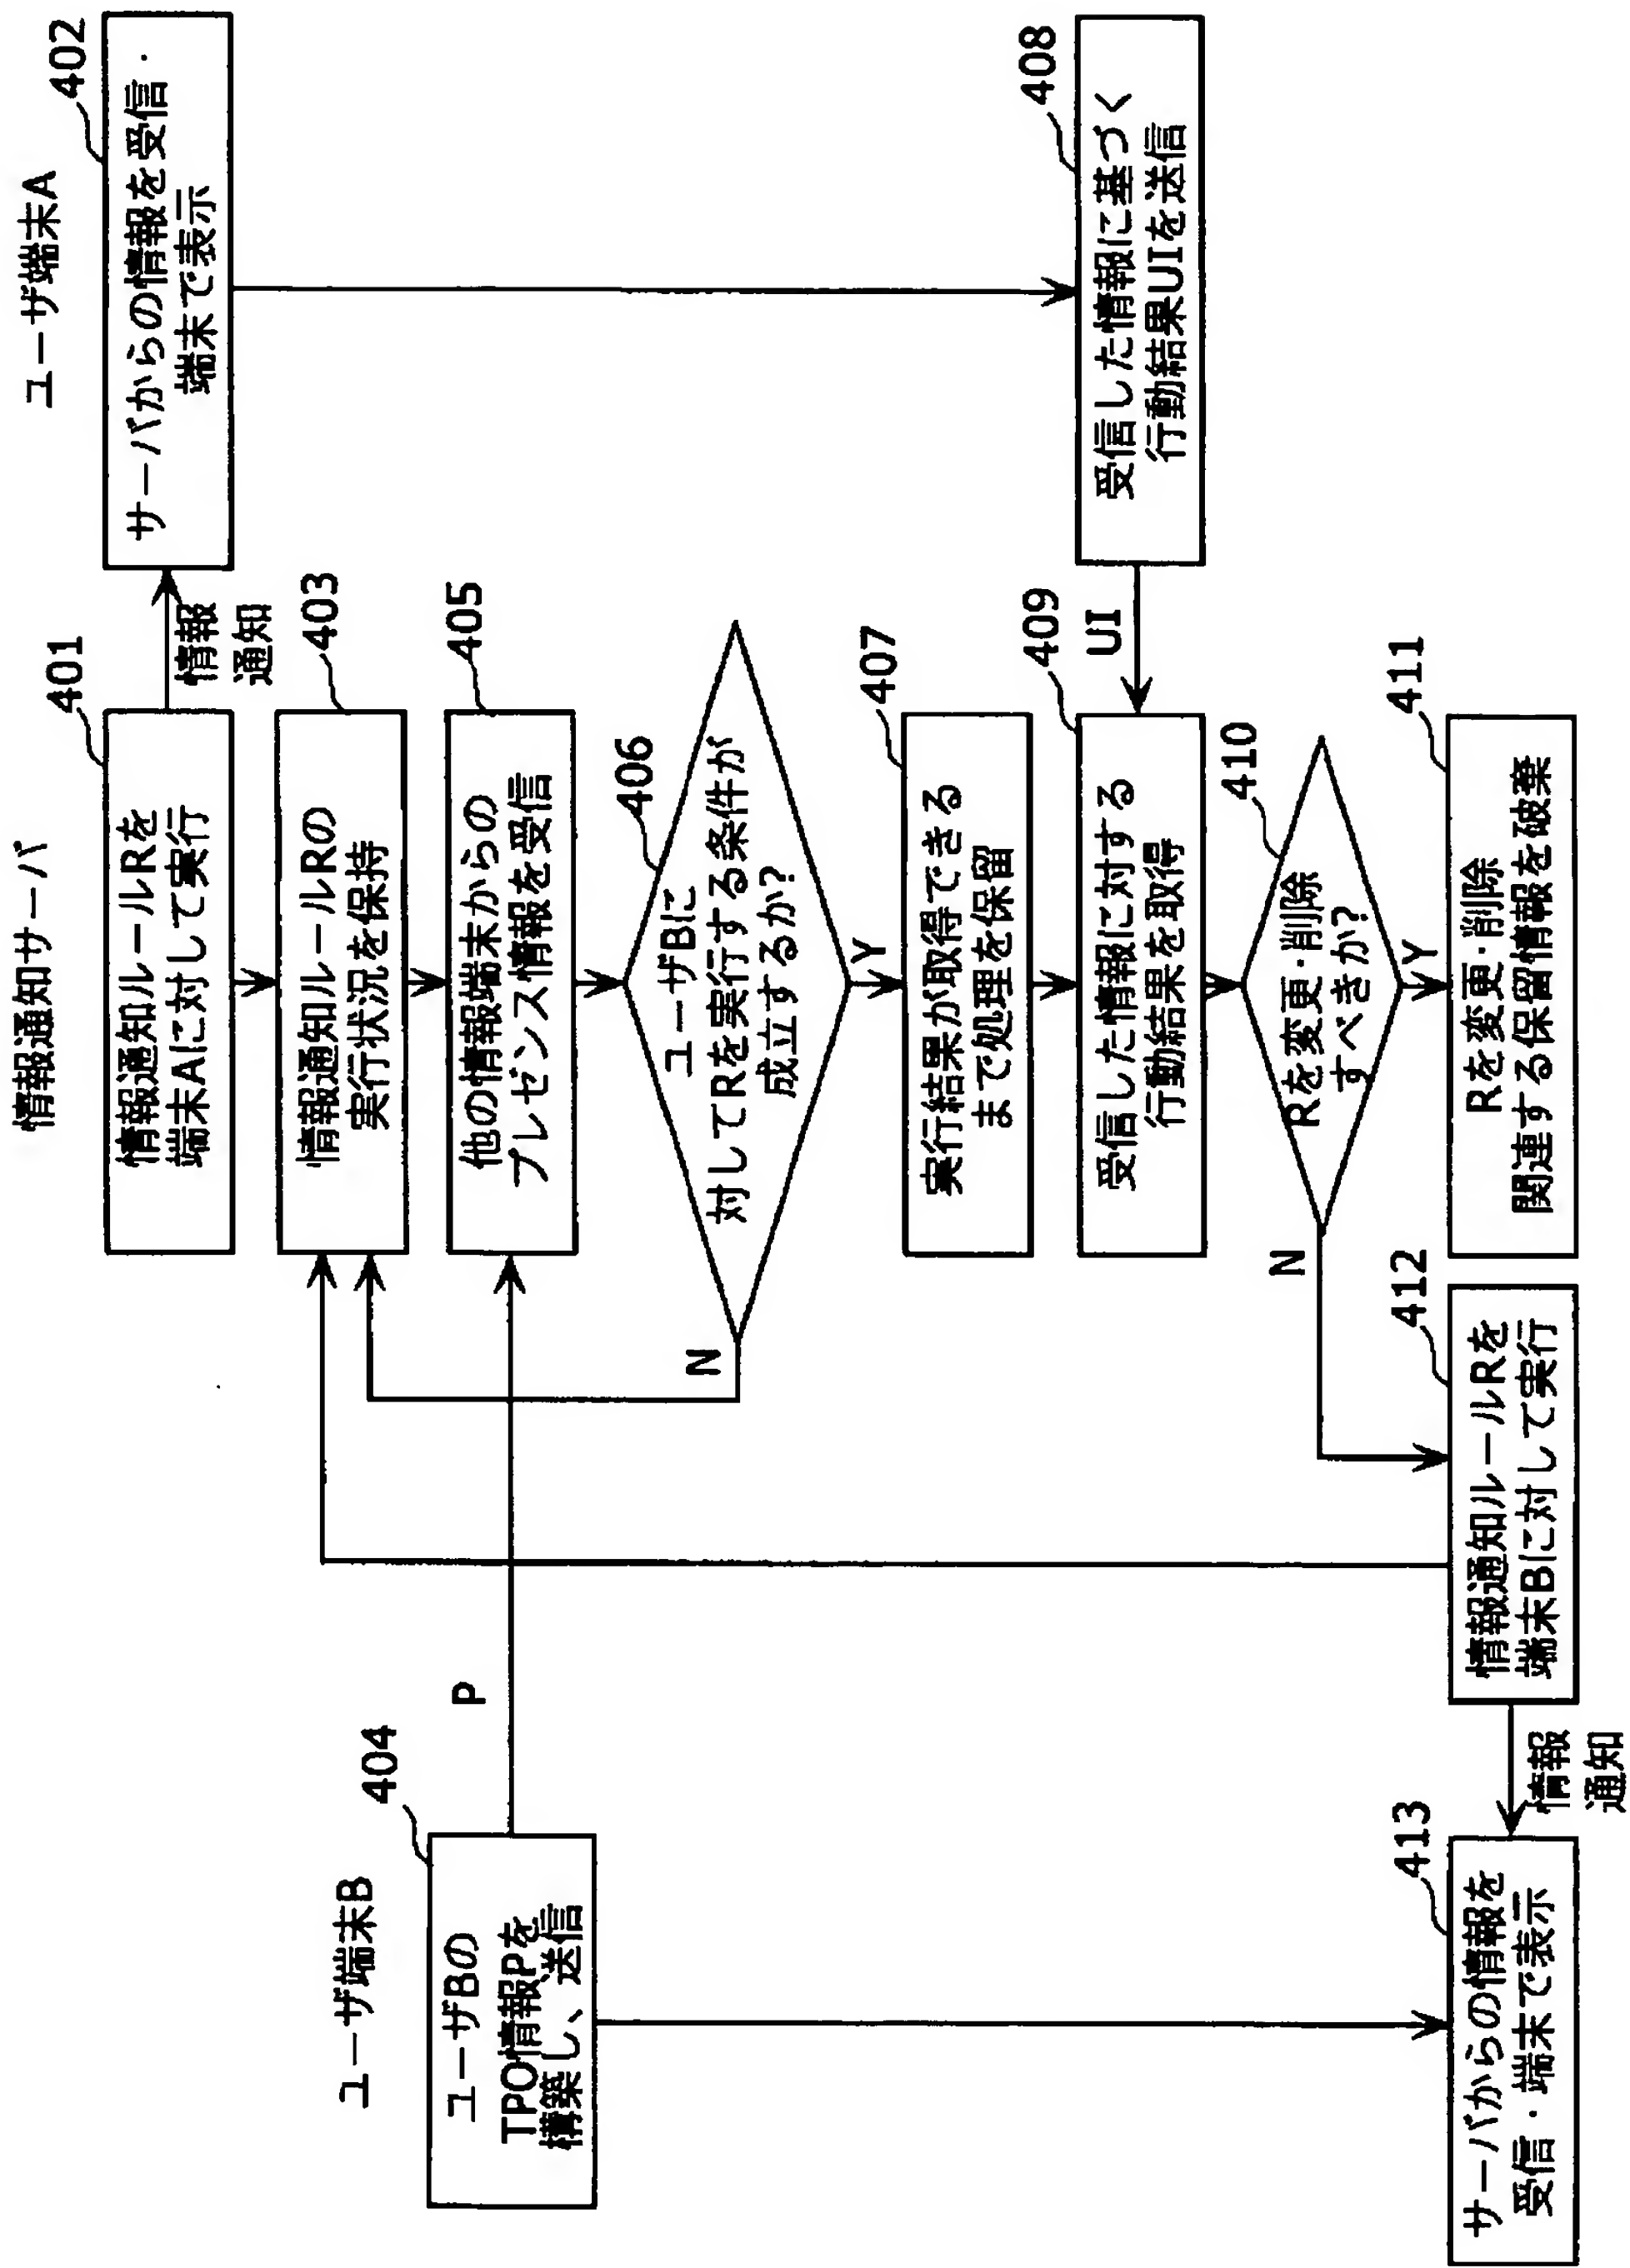 ユーザ端末B
情報通知サーバ
ユーザ端末A
401
情報通知ルールRを
端末Aに対して実行
情報
通知
402
サーバからの情報を受信・
端末で表示
403
情報通知ルールRの
実行状況を保持
404
ユーザBの
TPO情報Pを
構築し、送信
P
405
他の情報端末からの
プレゼンス情報を受信
406
ユーザBに
対してRを実行する条件が
成立するか?
N
Y
407
実行結果が取得できる
まで処理を保留
408
受信した情報に基づく
行動結果UIを送信
UI
409
受信した情報に対する
行動結果を取得
410
Rを変更・削除
すべきか?
N
Y
411
Rを変更・削除
関連する保留情報を破棄
412
情報通知ルールRを
端末Bに対して実行
情報
通知
413
サーバからの情報を
受信・端末で表示